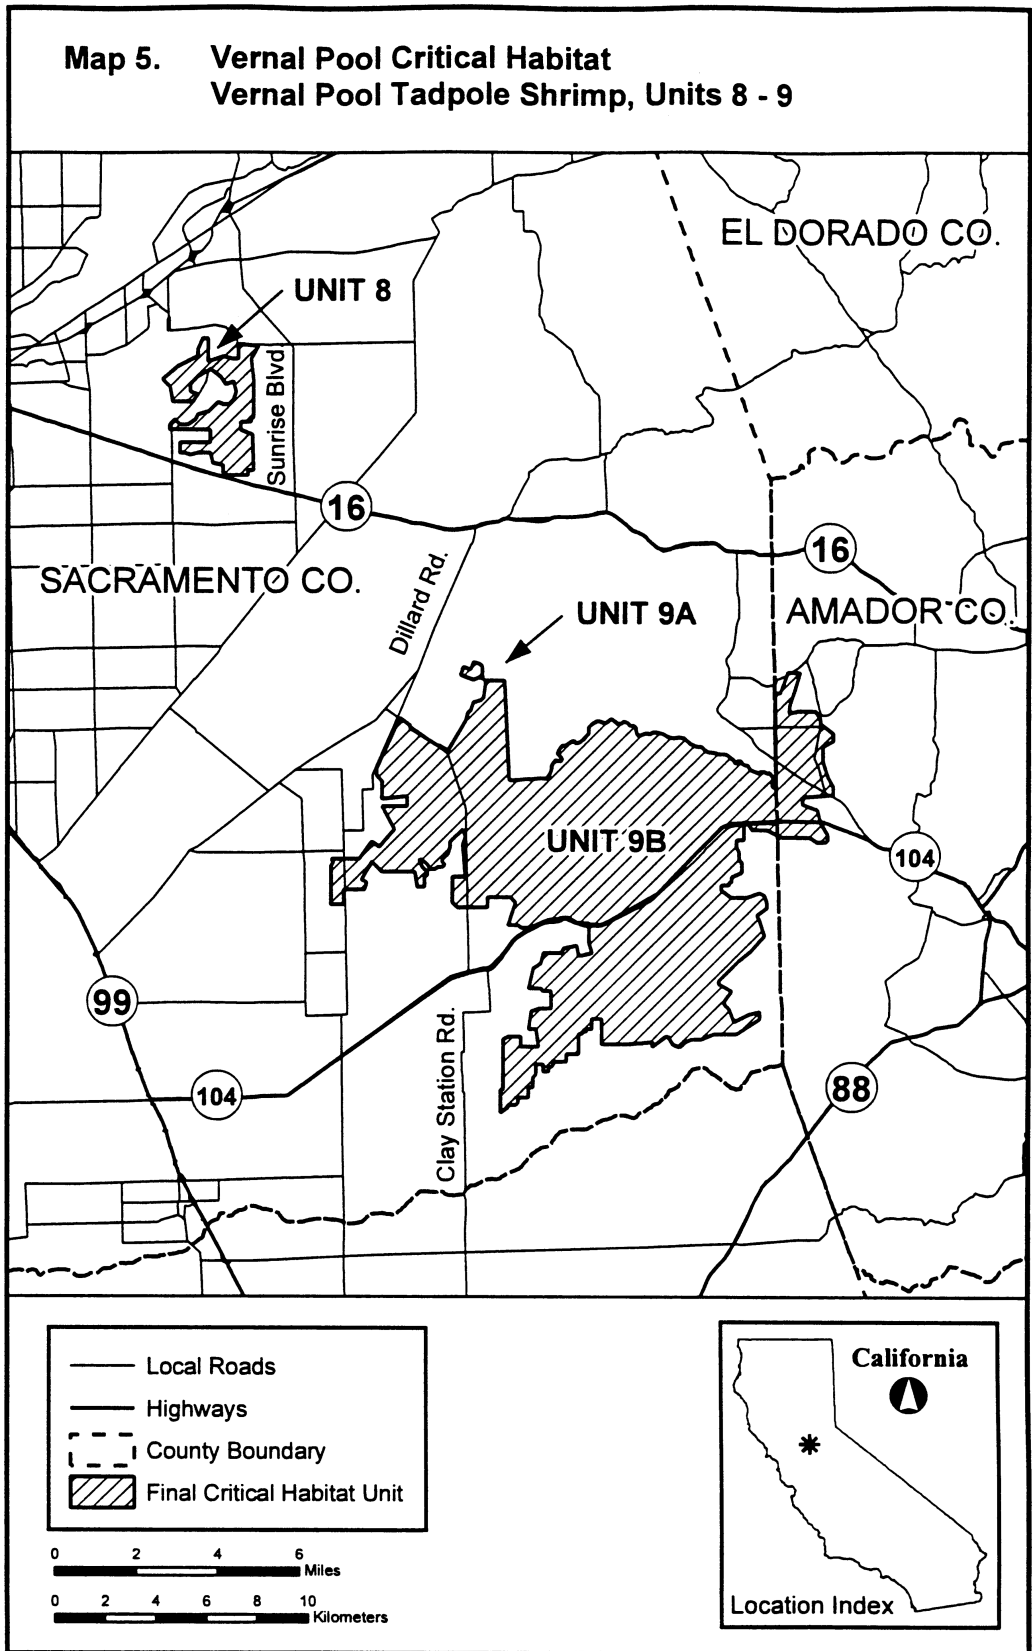 Map 5. Vernal Pool Critical Habitat
Vernal Pool Tadpole Shrimp, Units 8 - 9
EL DORADO CO.
UNIT 8
Sunrise Blvd
16
16
SACRAMENTO CO.
Dillard Rd.
UNIT 9A
AMADOR CO.
UNIT 9B
104
99
Clay Station Rd.
104
88
Local Roads
Highways
County Boundary
Final Critical Habitat Unit
0 2 4 6
Miles
0 2 4 6 8 10
Kilometers
California
Location Index